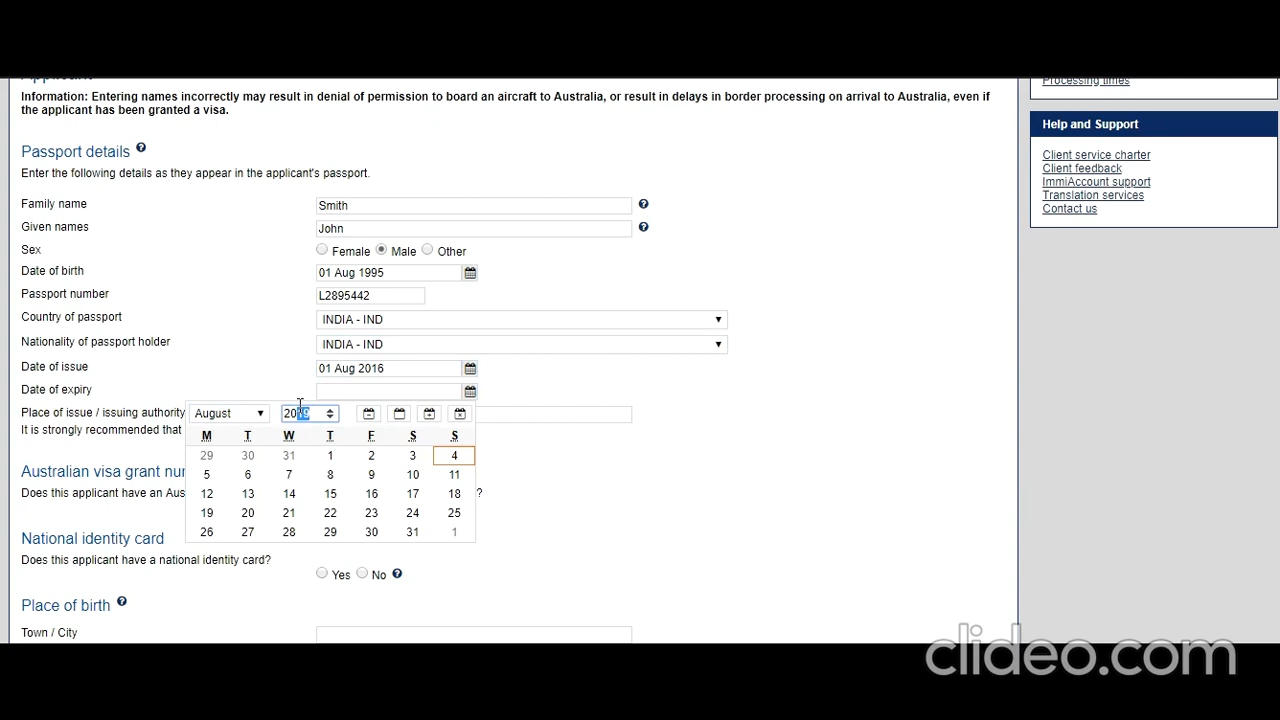 Applicant
Processing times
Information: Entering names incorrectly may result in denial of permission to board an aircraft to Australia, or result in delays in border processing on arrival to Australia, even if
the applicant has been granted a visa.
Help and Support
Client service charter
Client feedback
ImmiAccount support
Translation services
Contact us
Passport details ?
Enter the following details as they appear in the applicant's passport.
Family name Smith ?
Given names John ?
Sex Female Male Other
Date of birth 01 Aug 1995
Passport number L2895442
Country of passport INDIA - IND
Nationality of passport holder INDIA - IND
Date of issue 01 Aug 2016
Date of expiry
Place of issue / issuing authority
It is strongly recommended that
August 2019
M T W T F S S
29 30 31 1 2 3 4
5 6 7 8 9 10 11
12 13 14 15 16 17 18
19 20 21 22 23 24 25
26 27 28 29 30 31 1
Australian visa grant nu
Does this applicant have an Aus ?
National identity card
Does this applicant have a national identity card?
Yes No ?
Place of birth ?
Town / City
clideo.com